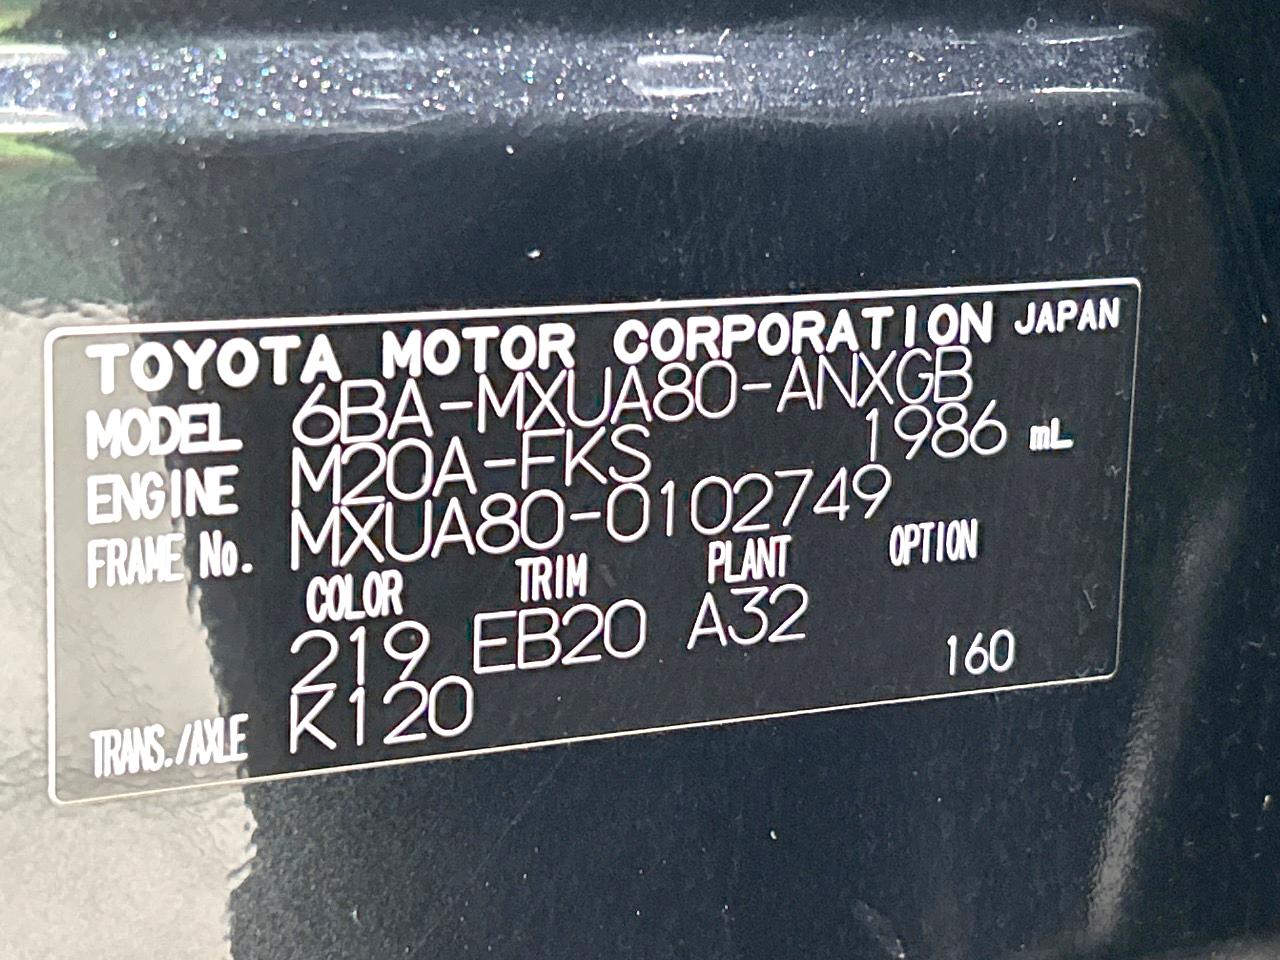 TOYOTA MOTOR CORPORATION JAPAN
MODEL 6BA-MXUA80-ANXGB
ENGINE M20A-FKS 1986 mL
FRAME No. MXUA80-0102749
COLOR TRIM PLANT OPTION
219 EB20 A32
TRANS./AXLE K120 160